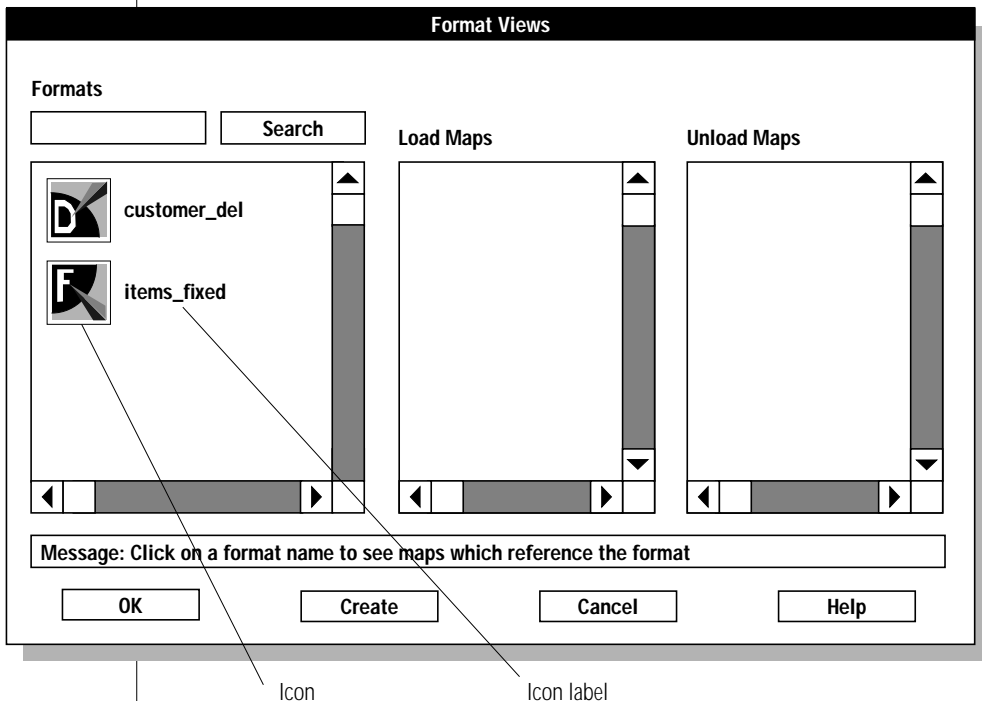 Format Views
Formats
Search
Load Maps
Unload Maps
D
customer_del
F
items_fixed
Message: Click on a format name to see maps which reference the format
OK
Create
Cancel
Help
Icon
Icon label